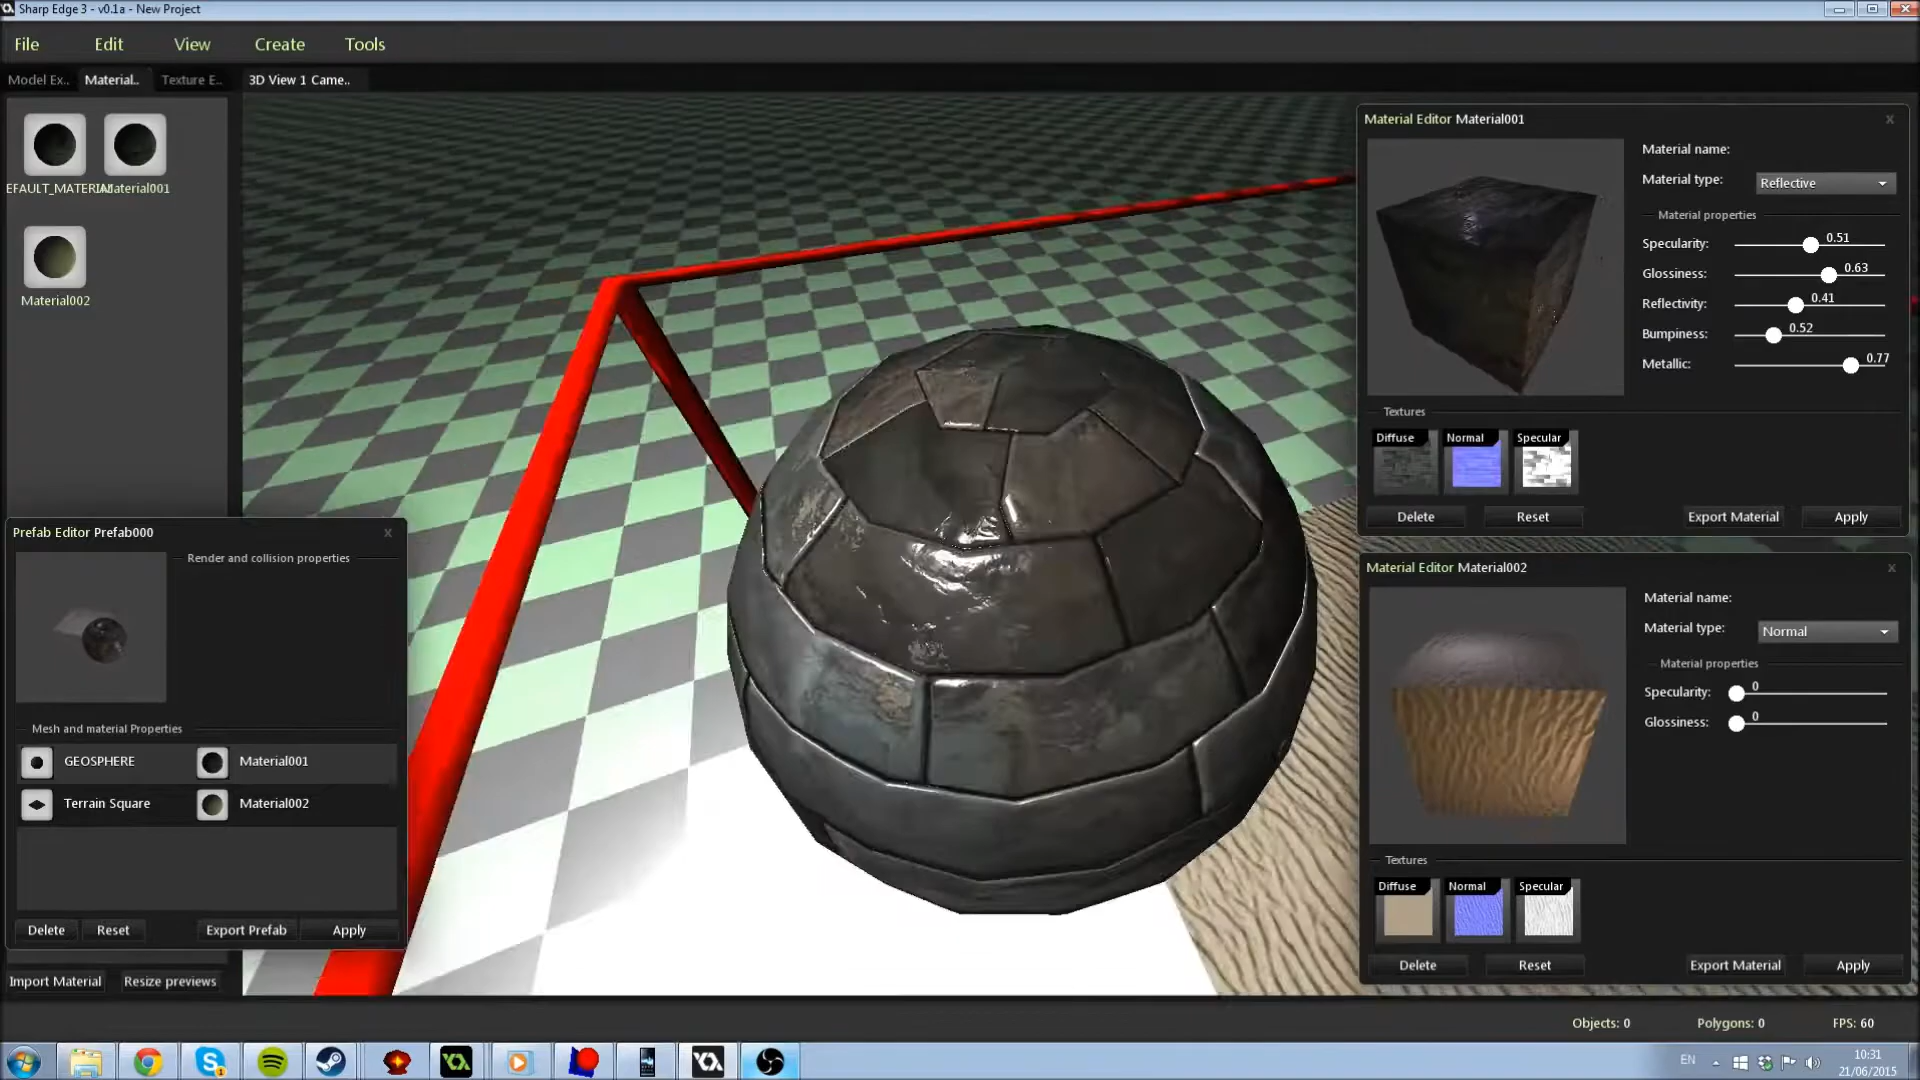 Sharp Edge 3 - v0.1a - New Project
File Edit View Create Tools
Model Ex.. Material.. Texture E.. 3D View 1 Came..
EFAULT_MATERIAL Material001
Material002
Material Editor Material001 x
Material name:
Material type: Reflective
Material properties
Specularity: 0.51
Glossiness: 0.63
Reflectivity: 0.41
Bumpiness: 0.52
Metallic: 0.77
Textures
Diffuse Normal Specular
Delete Reset Export Material Apply
Prefab Editor Prefab000 x
Render and collision properties
Mesh and material Properties
GEOSPHERE Material001
Terrain Square Material002
Delete Reset Export Prefab Apply
Import Material Resize previews
Material Editor Material002 x
Material name:
Material type: Normal
Material properties
Specularity: 0
Glossiness: 0
Textures
Diffuse Normal Specular
Delete Reset Export Material Apply
Objects: 0 Polygons: 0 FPS: 60
EN 10:31
21/06/2015